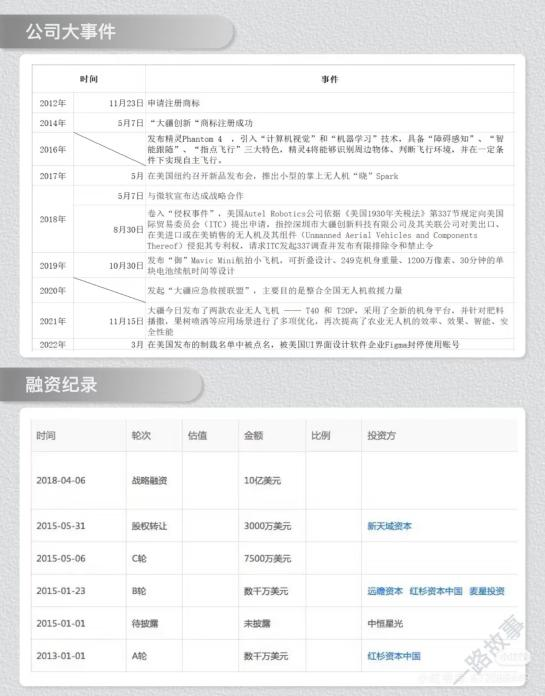 公司大事件
时间 事件
2012年 11月23日 申请注册商标
2014年 5月7日 “大疆创新“商标注册成功
2016年 发布精灵Phantom 4 ，引入“计算机视觉”和“机器学习”技术，具备“障碍感知”、“智
能跟随”、“指点飞行”三大特色，精灵4将能够识别周边物体、判断飞行环境，并在一定条
件下实现自主飞行。
2017年 5月 在美国纽约召开新品发布会，推出小型的掌上无人机“晓”Spark
2018年 5月7日 与微软宣布达成战略合作
8月30日 卷入“侵权事件”，美国Autel Robotics公司依据《美国1930年关税法》第337节规定向美国
际贸易委员会（ITC）提出申请，指控深圳市大疆创新科技有限公司及其关联公司对美出口、
在美进口或在美销售的无人机及其组件（Unmanned Aerial Vehicles and Components
Thereof）侵犯其专利权，请求ITC发起337调查并发布有限排除令和禁止令
2019年 10月30日 发布“御”Mavic Mini航拍小飞机，可折叠设计、249克机身重量、1200万像素、30分钟的单
块电池续航时间等设计
2020年 发起“大疆应急救援联盟”，主要目的是整合全国无人机救援力量
2021年 11月15日 大疆今日发布了两款农业无人飞机 —— T40 和 T20P，采用了全新的机身平台，并针对肥料
播撒，果树喷洒等应用场景进行了多项优化，再次提高了农业无人机的效率、效果、智能、安
全性能
2022年 3月 在美国发布的制裁名单中被点名，被美国UI界面设计软件企业Figma封停使用账号
融资纪录
时间 轮次 估值 金额 比例 投资方
2018-04-06 战略融资 10亿美元
2015-05-31 股权转让 3000万美元 新天域资本
2015-05-06 C轮 7500万美元
2015-01-23 B轮 数千万美元 远瞻资本 红杉资本中国 麦星投资
2015-01-01 待披露 未披露 中恒星光
2013-01-01 A轮 数千万美元 红杉资本中国
一路故事